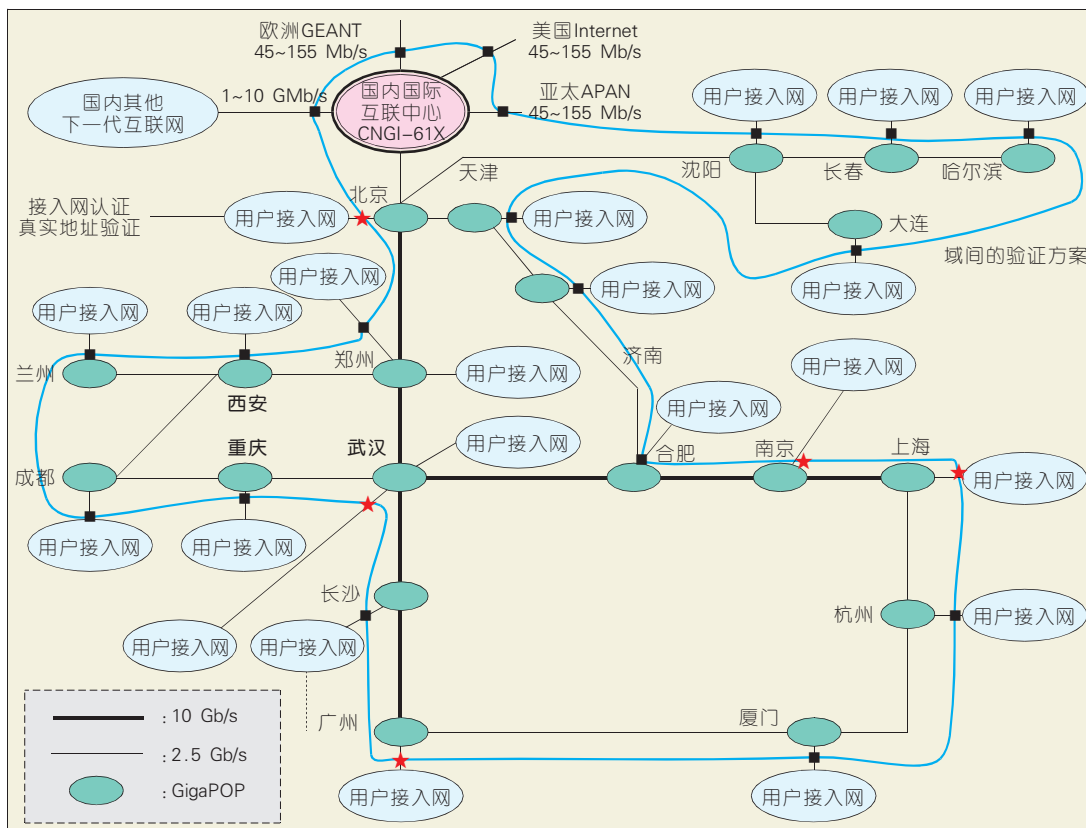 欧洲GEANT
45~155 Mb/s
美国Internet
45~155 Mb/s
国内其他
下一代互联网
1~10 GMb/s
国内国际
互联中心
CNGI-61X
亚太APAN
45~155 Mb/s
用户接入网
用户接入网
用户接入网
天津
沈阳
长春
哈尔滨
接入网认证
真实地址验证
用户接入网
北京
用户接入网
大连
域间的验证方案
用户接入网
用户接入网
用户接入网
用户接入网
用户接入网
兰州
西安
郑州
用户接入网
济南
用户接入网
用户接入网
成都
重庆
武汉
用户接入网
合肥
南京
上海
用户接入网
用户接入网
用户接入网
长沙
杭州
用户接入网
用户接入网
用户接入网
广州
厦门
用户接入网
用户接入网
:10 Gb/s
:2.5 Gb/s
:GigaPOP